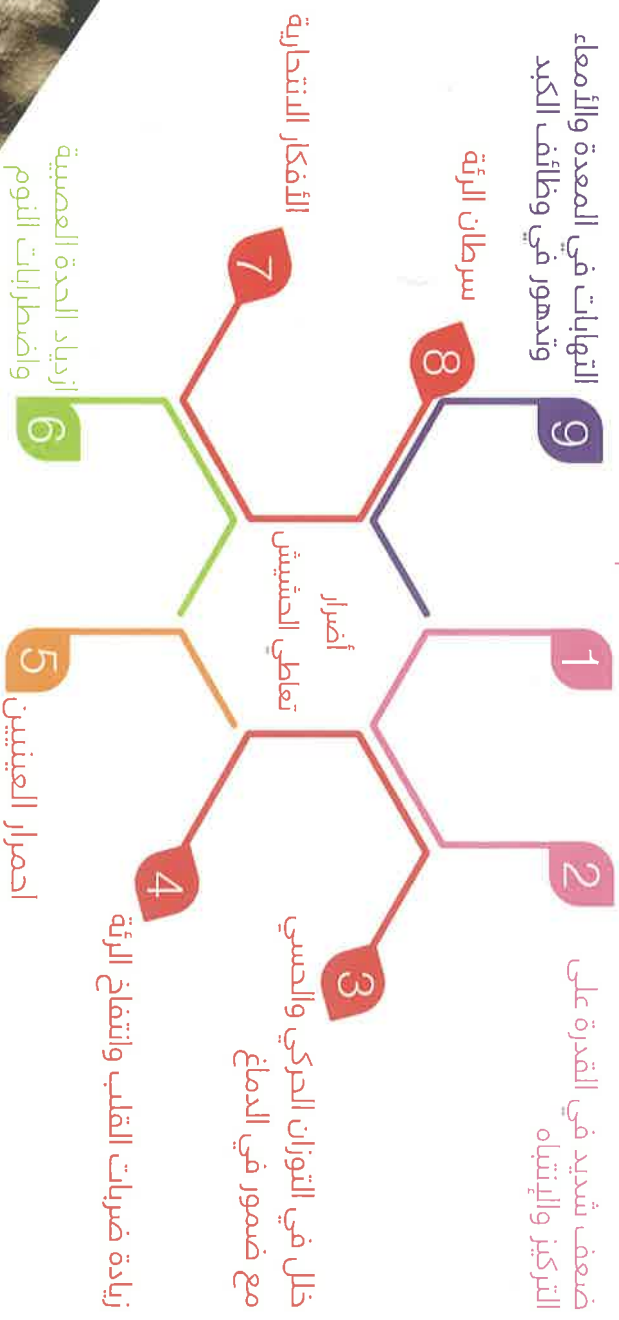 أضرار
تعاطي الحشيش
1
2
ضعف شديد في القدرة على
التركيز والإنتباه
3
خلل في التوزان الحركي والحسي
مع ضمور في الدماغ
4
زيادة ضربات القلب وانتفاخ الرئة
5
احمرار العينين
6
ازدياد الحدة العصبية
واضطرابات النوم
7
الأفكار الانتحارية
8
سرطان الرئة
9
التهابات في المعدة والأمعاء
وتدهور في وظائف الكبد